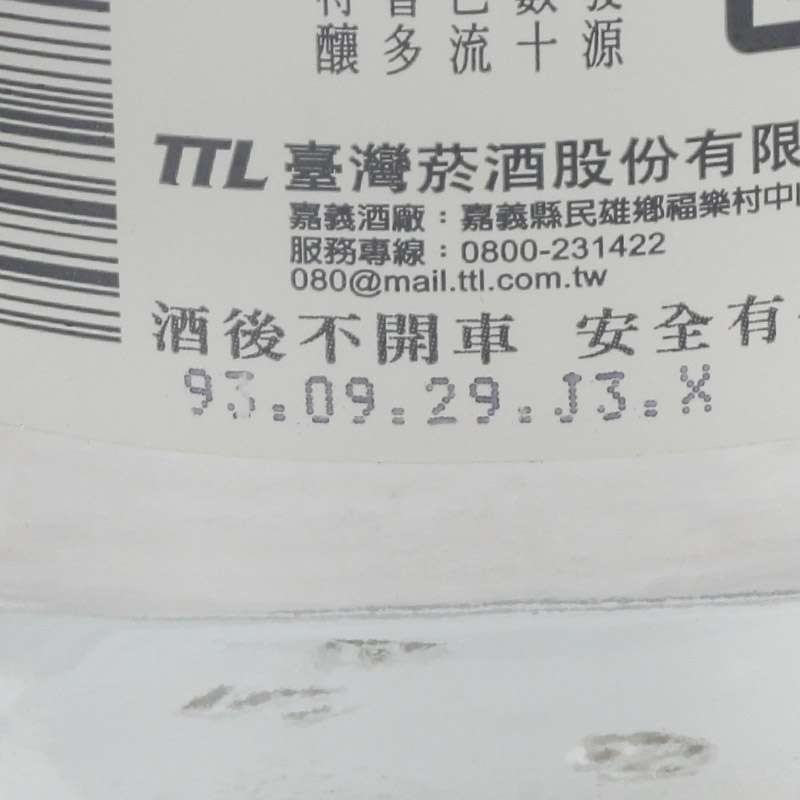 釀多流十源
TTL 臺灣菸酒股份有限
嘉義酒廠：嘉義縣民雄鄉福樂村中
服務專線：0800-231422
080@mail.ttl.com.tw
酒後不開車 安全有
93.09.29.J3.X